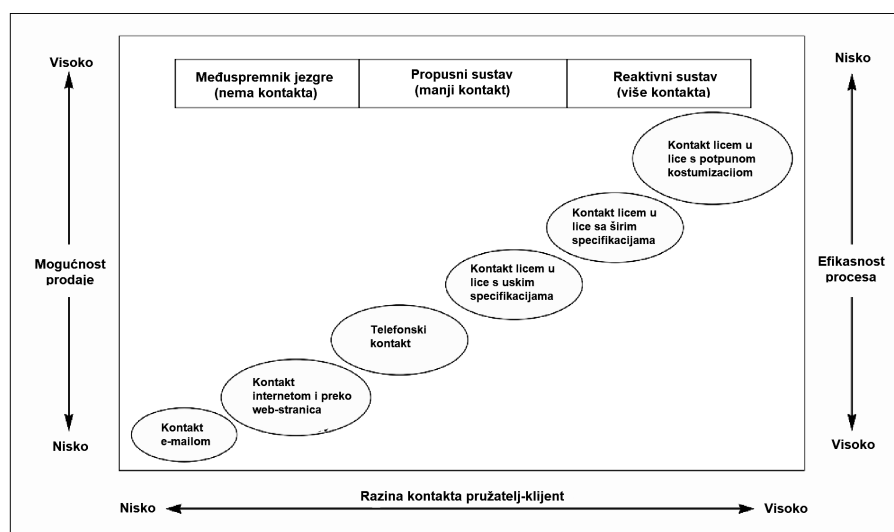 Visoko
Mogućnost
prodaje
Nisko
Međuspremnik jezgre
(nema kontakta)
Propusni sustav
(manji kontakt)
Reaktivni sustav
(više kontakta)
Kontakt licem u
lice s potpunom
kostumizacijom
Kontakt licem u
lice sa širim
specifikacijama
Kontakt licem u
lice s uskim
specifikacijama
Telefonski
kontakt
Kontakt
internetom i preko
web-stranica
Kontakt
e-mailom
Nisko
Efikasnost
procesa
Visoko
Nisko
Razina kontakta pružatelj-klijent
Visoko